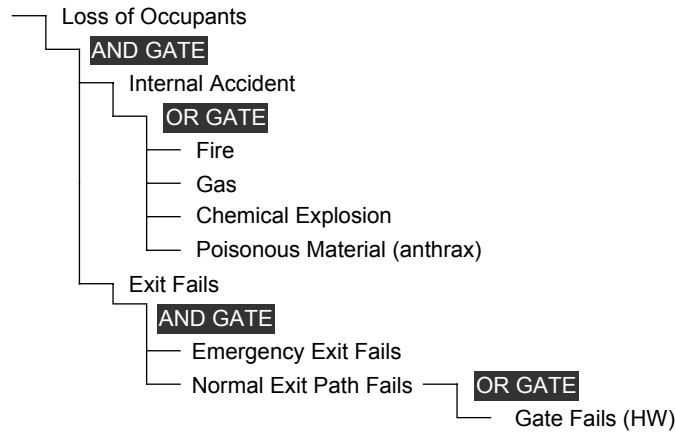 Loss of Occupants
AND GATE
Internal Accident
OR GATE
Fire
Gas
Chemical Explosion
Poisonous Material (anthrax)
Exit Fails
AND GATE
Emergency Exit Fails
Normal Exit Path Fails OR GATE
Gate Fails (HW)